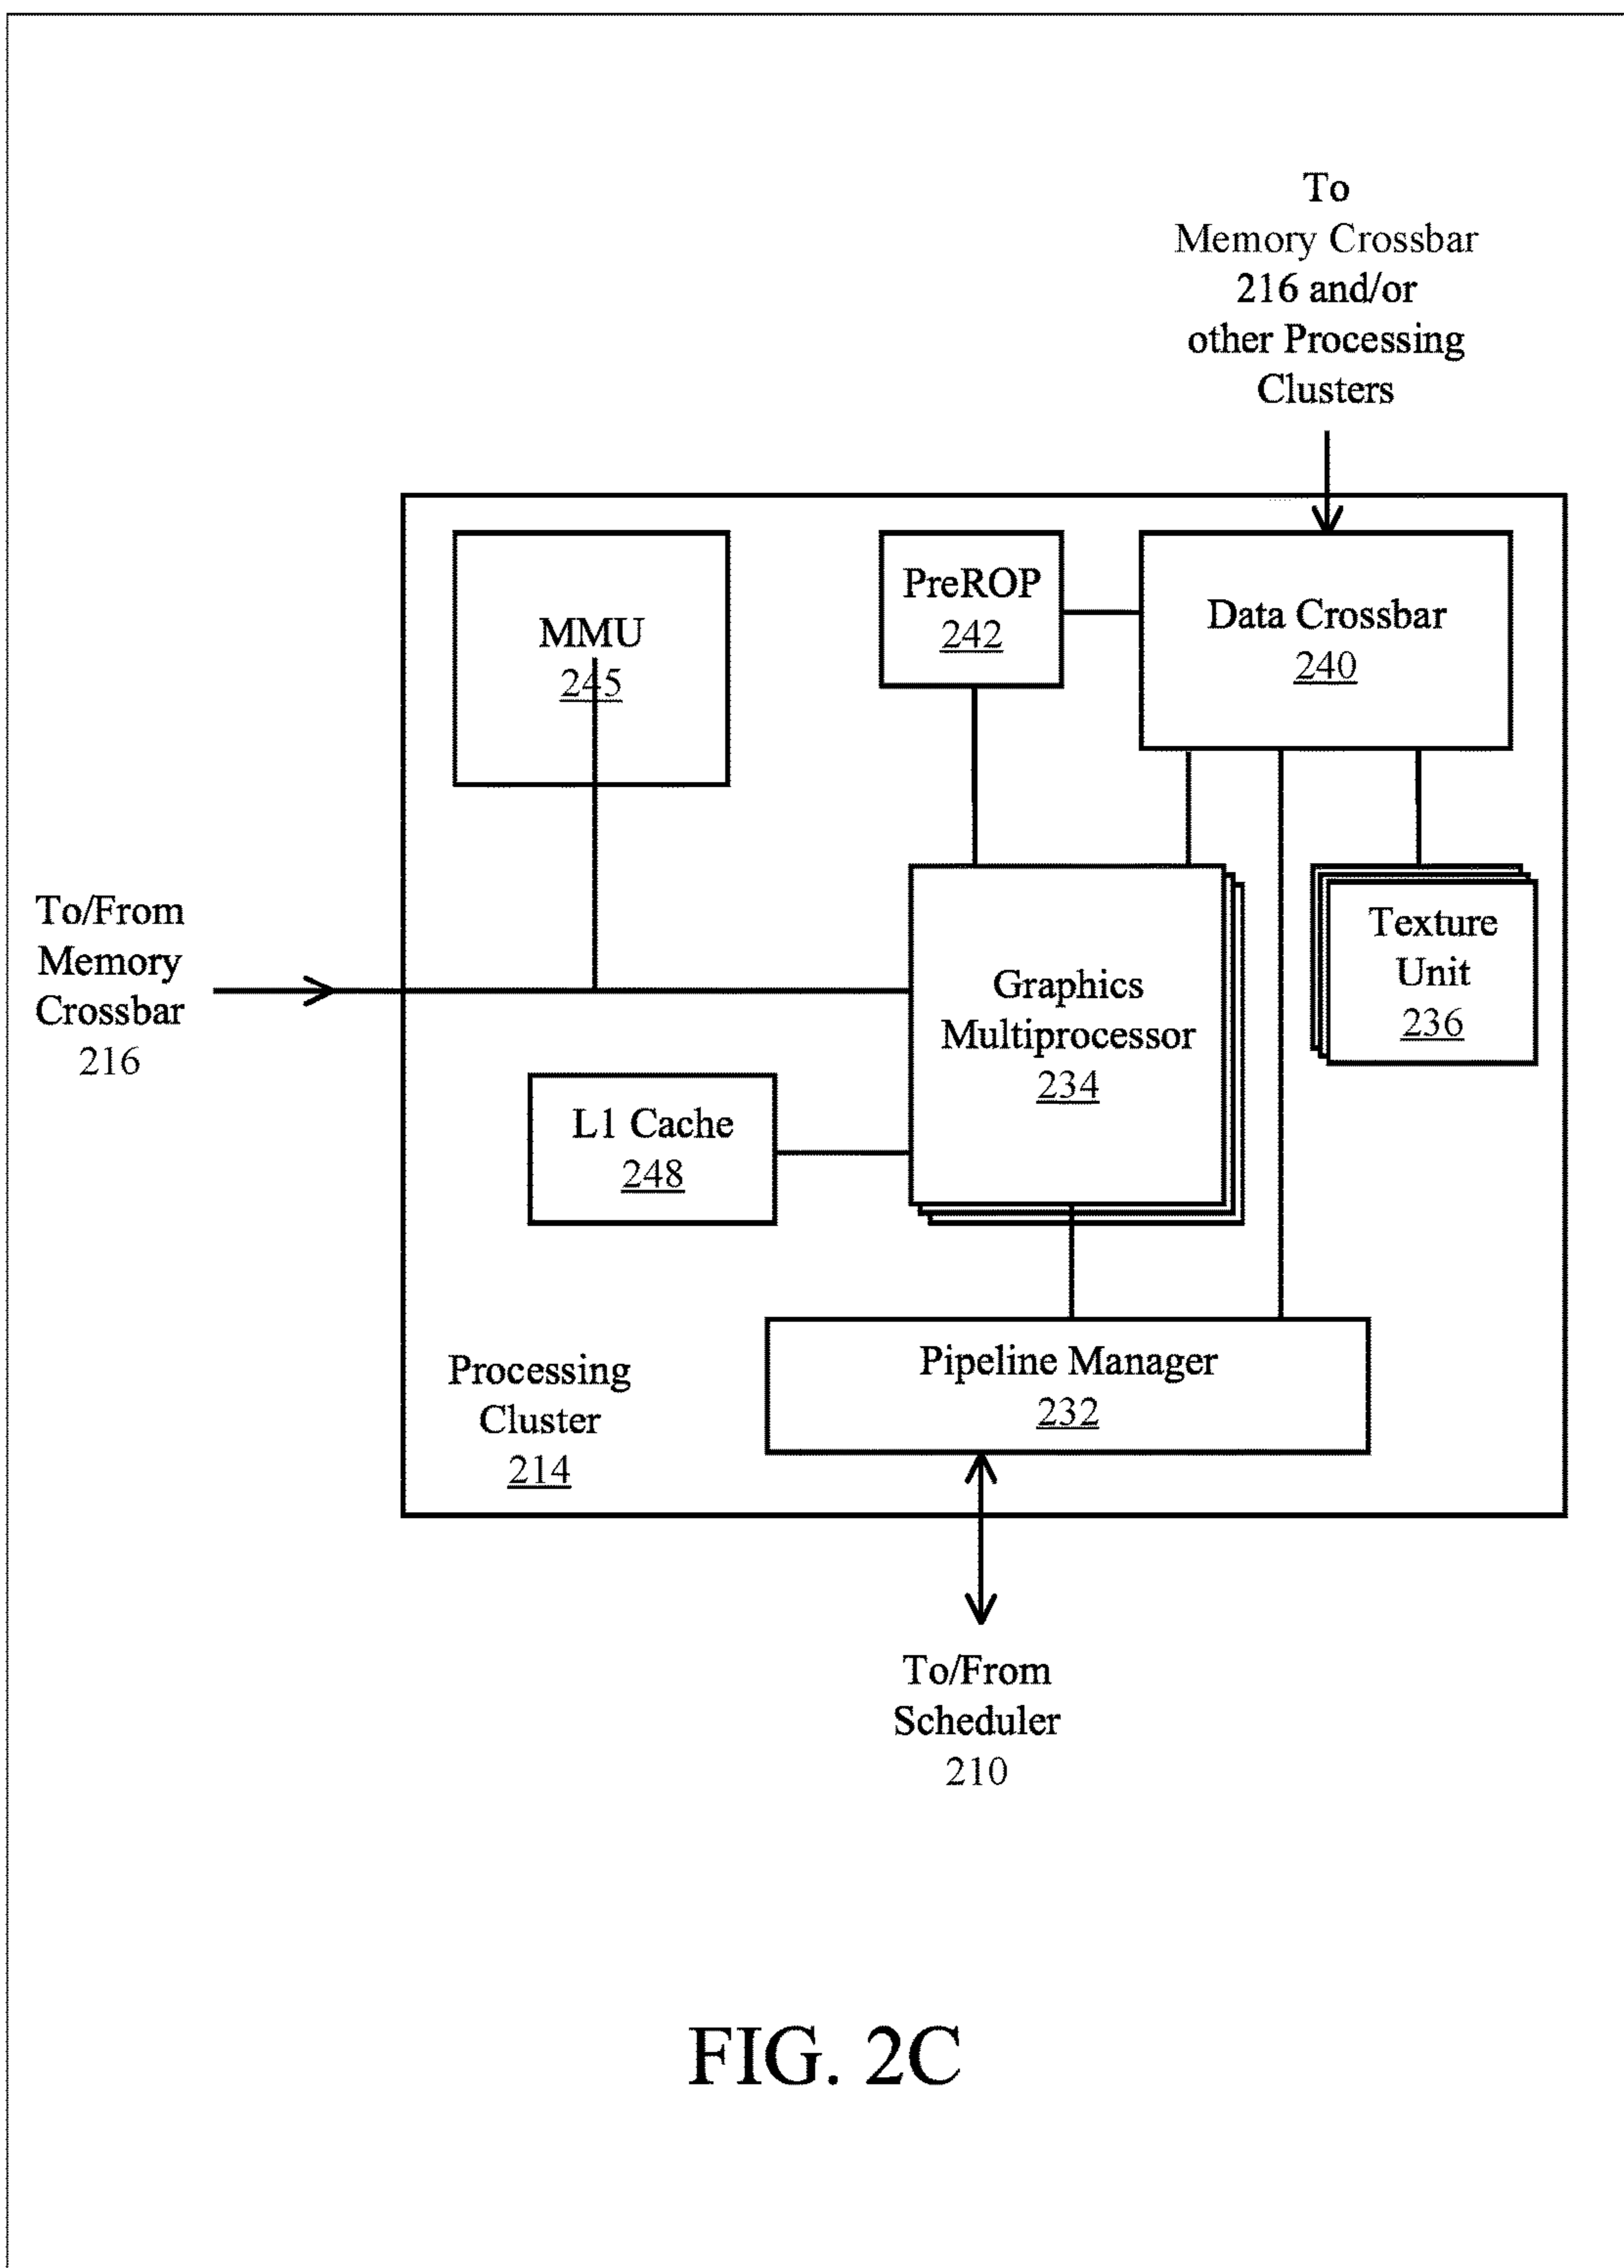 To
Memory Crossbar
216 and/or
other Processing
Clusters
MMU
245
PreROP
242
Data Crossbar
240
To/From
Memory
Crossbar
216
Graphics
Multiprocessor
234
Texture
Unit
236
L1 Cache
248
Pipeline Manager
232
Processing
Cluster
214
To/From
Scheduler
210
FIG. 2C